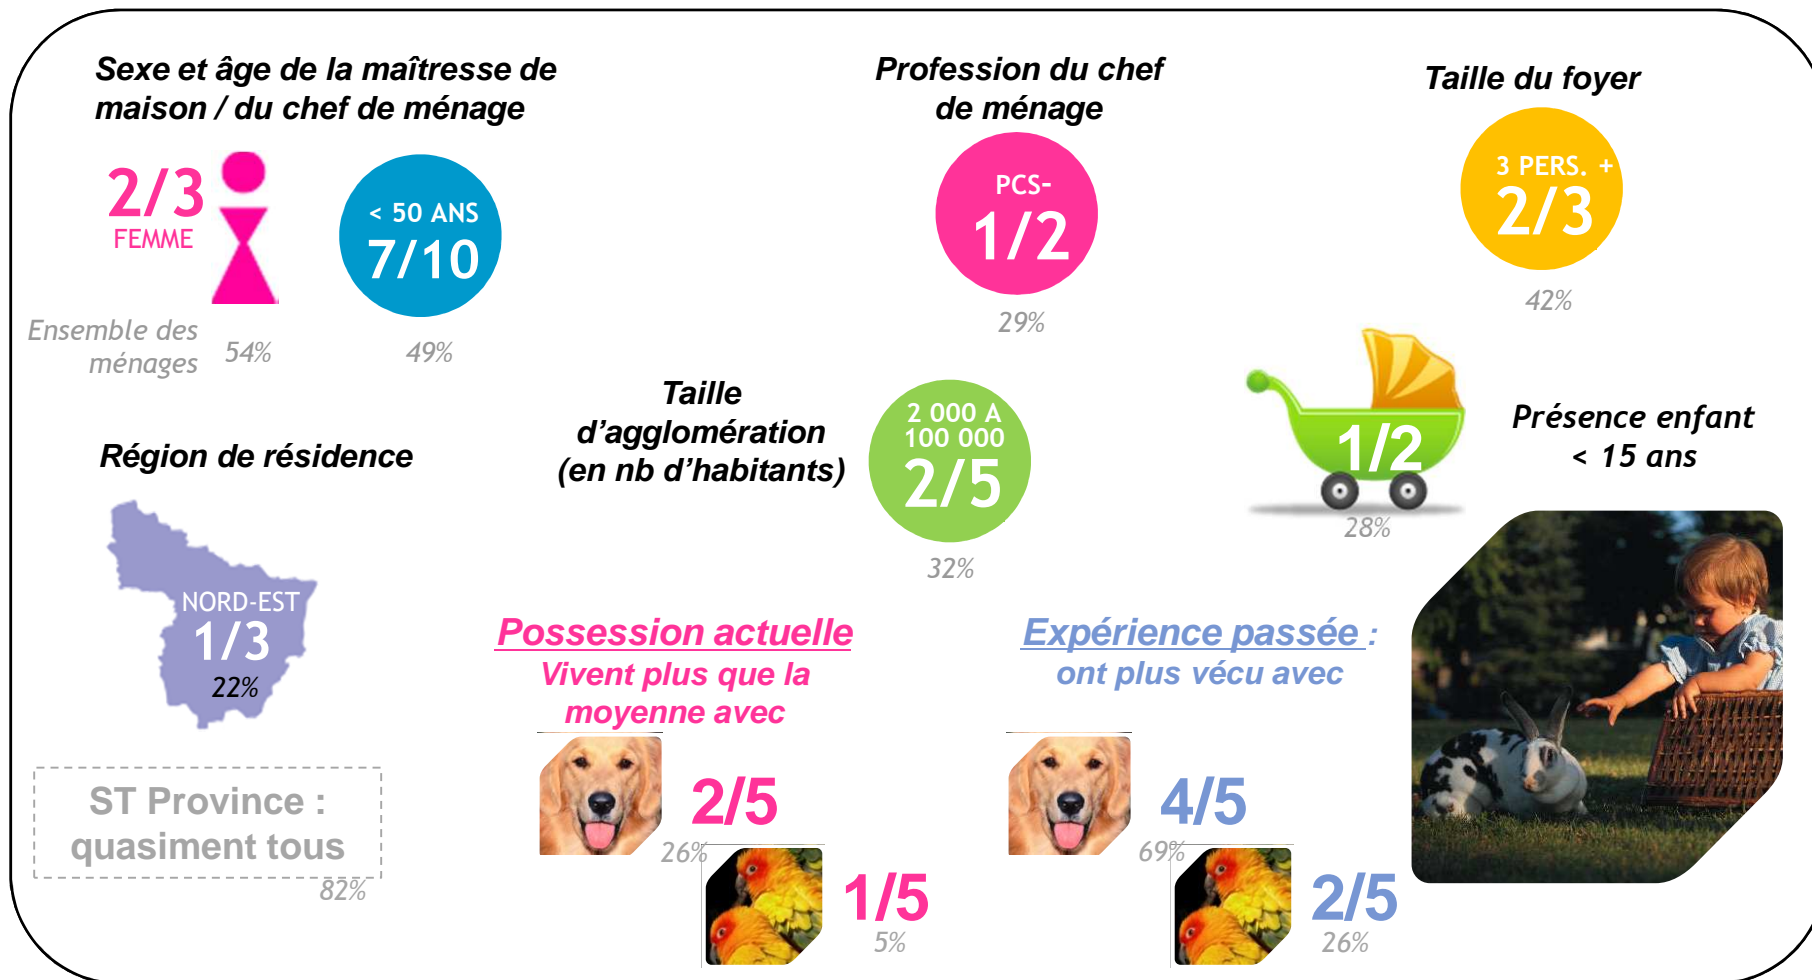 Sexe et âge de la maîtresse de
maison / du chef de ménage
2/3
FEMME
< 50 ANS
7/10
Ensemble des
ménages
54%
49%
Profession du chef
de ménage
PCS-
1/2
29%
Taille du foyer
3 PERS. +
2/3
42%
Région de résidence
NORD-EST
1/3
22%
Taille
d'agglomération
(en nb d'habitants)
2 000 A
100 000
2/5
32%
1/2
28%
Présence enfant
< 15 ans
ST Province :
quasiment tous
82%
Possession actuelle
Vivent plus que la
moyenne avec
2/5
26%
1/5
5%
Expérience passée :
ont plus vécu avec
4/5
69%
2/5
26%